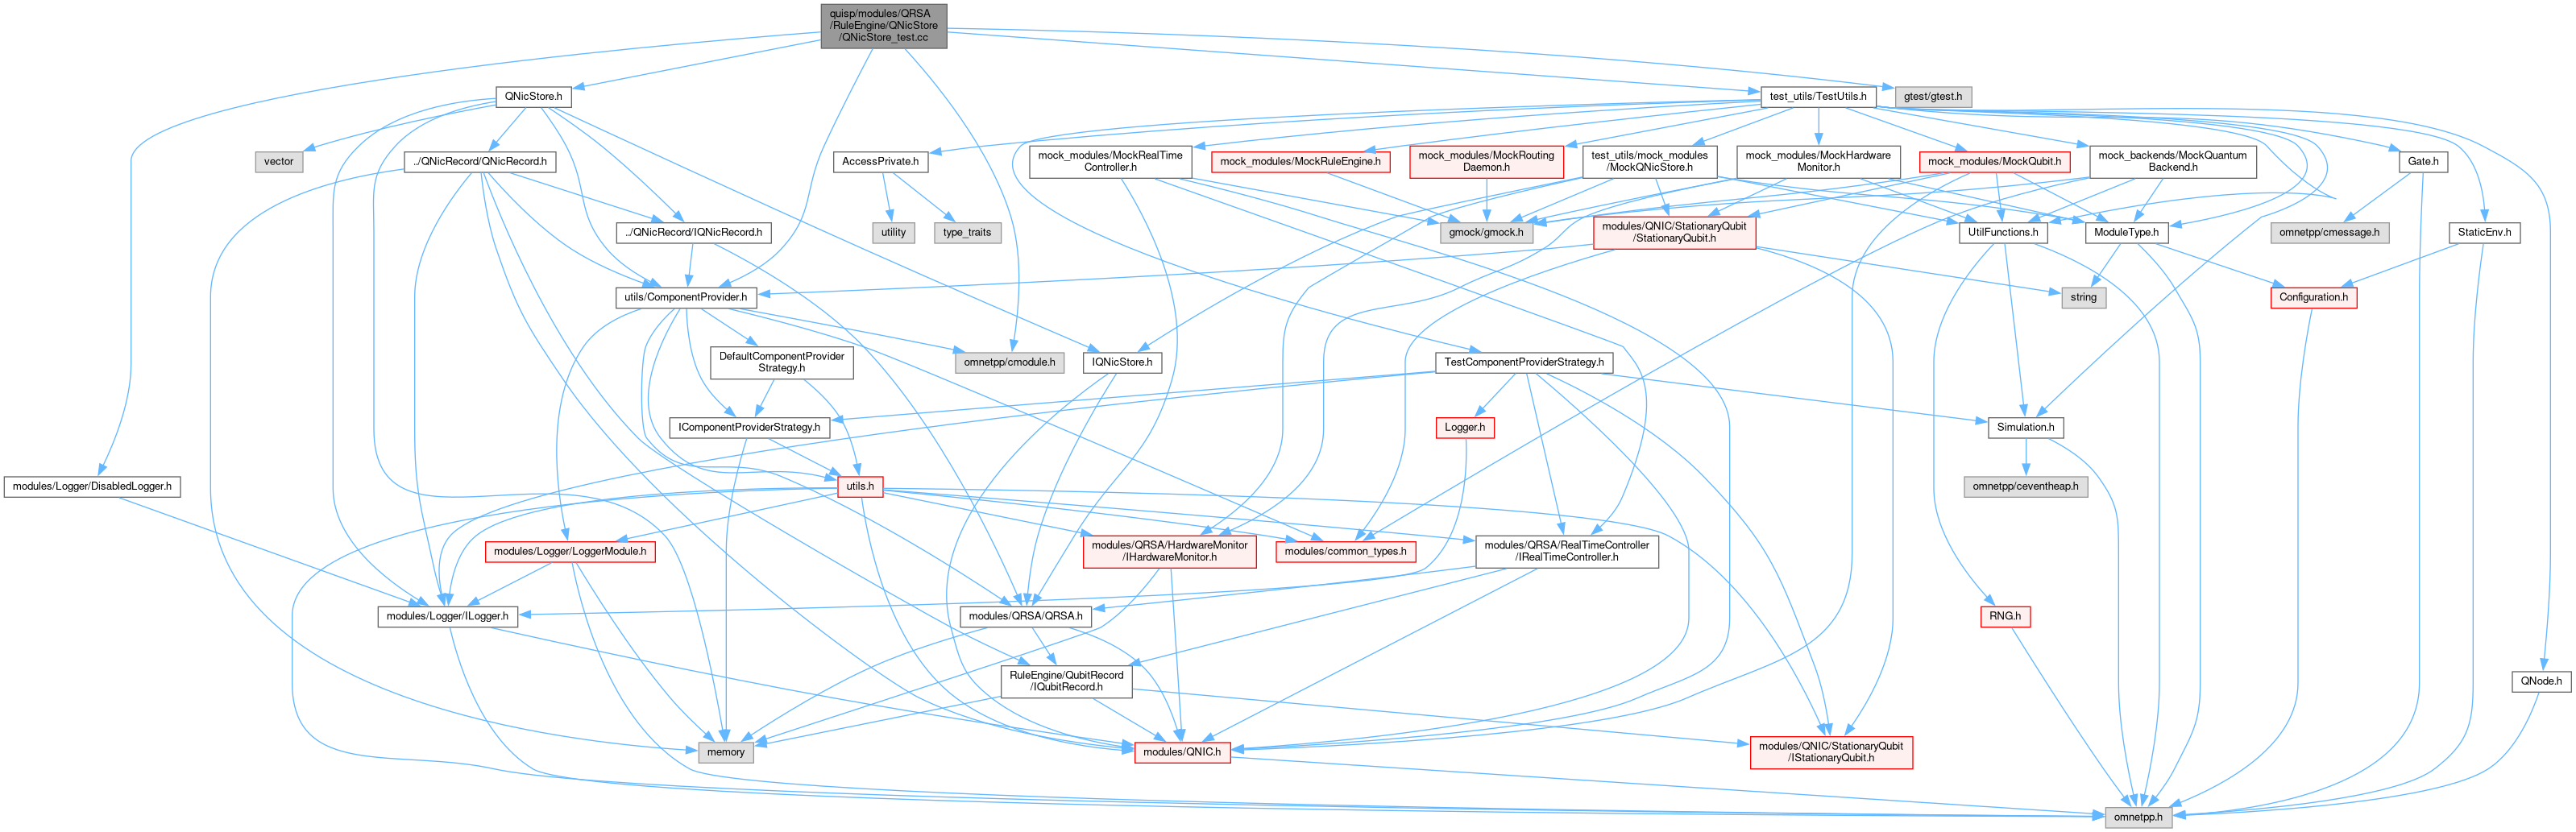 quisp/modules/QRSA
/RuleEngine/QNicStore
/QNicStore_test.cc
QNicStore.h
test_utils/TestUtils.h
gtest/gtest.h
vector
../QNicRecord/QNicRecord.h
AccessPrivate.h
mock_modules/MockRealTime
Controller.h
mock_modules/MockRuleEngine.h
mock_modules/MockRouting
Daemon.h
test_utils/mock_modules
/MockQNicStore.h
mock_modules/MockHardware
Monitor.h
mock_modules/MockQubit.h
mock_backends/MockQuantum
Backend.h
Gate.h
../QNicRecord/IQNicRecord.h
utility
type_traits
gmock/gmock.h
modules/QNIC/StationaryQubit
/StationaryQubit.h
UtilFunctions.h
ModuleType.h
omnetpp/cmessage.h
StaticEnv.h
utils/ComponentProvider.h
string
Configuration.h
DefaultComponentProvider
Strategy.h
omnetpp/cmodule.h
IQNicStore.h
TestComponentProviderStrategy.h
IComponentProviderStrategy.h
Logger.h
Simulation.h
modules/Logger/DisabledLogger.h
utils.h
omnetpp/ceventheap.h
modules/Logger/LoggerModule.h
modules/QRSA/HardwareMonitor
/IHardwareMonitor.h
modules/common_types.h
modules/QRSA/RealTimeController
/IRealTimeController.h
modules/Logger/ILogger.h
modules/QRSA/QRSA.h
RNG.h
RuleEngine/QubitRecord
/IQubitRecord.h
QNode.h
memory
modules/QNIC.h
modules/QNIC/StationaryQubit
/IStationaryQubit.h
omnetpp.h